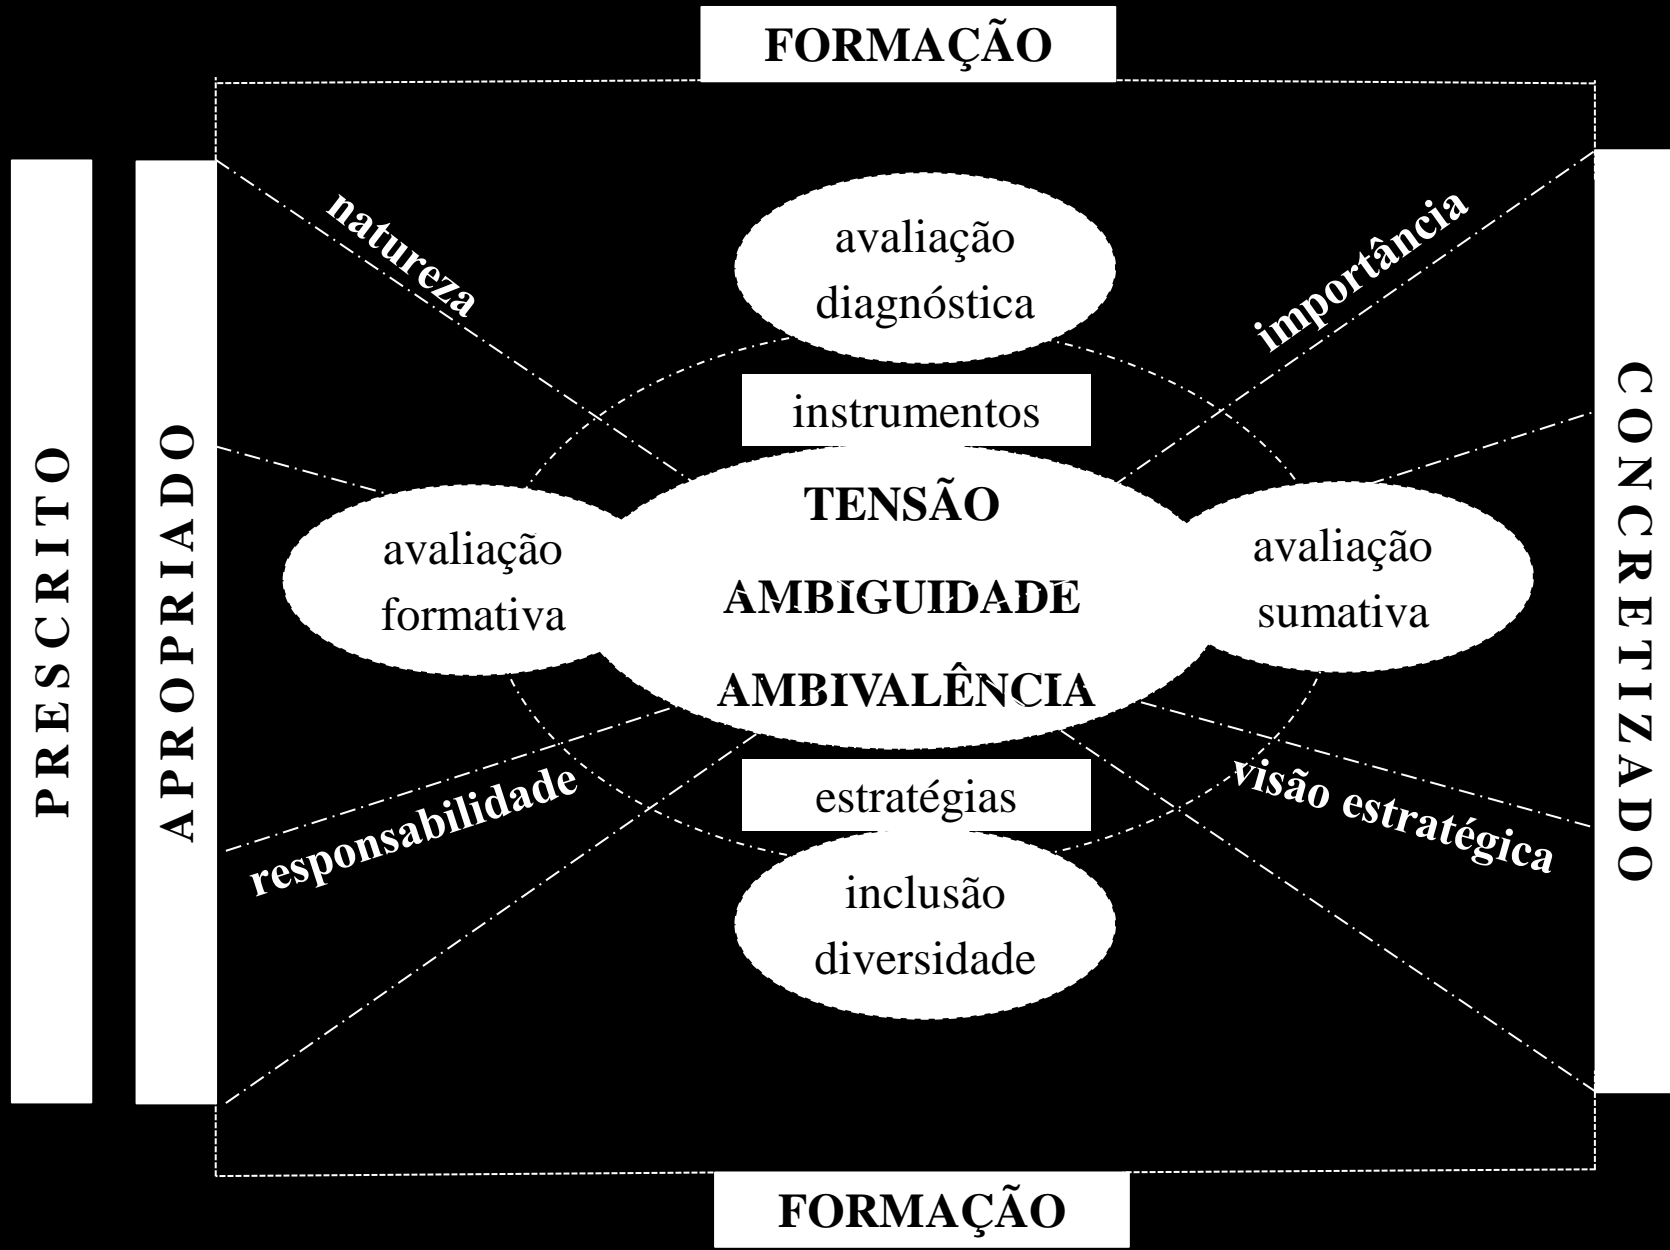 FORMAÇÃO
PRESCRITO
APROPRIADO
natureza
importância
avaliação
diagnóstica
instrumentos
avaliação
formativa
TENSÃO
AMBIGUIDADE
AMBIVALÊNCIA
avaliação
sumativa
CONCRETIZADO
responsabilidade
visão estratégica
estratégias
inclusão
diversidade
FORMAÇÃO